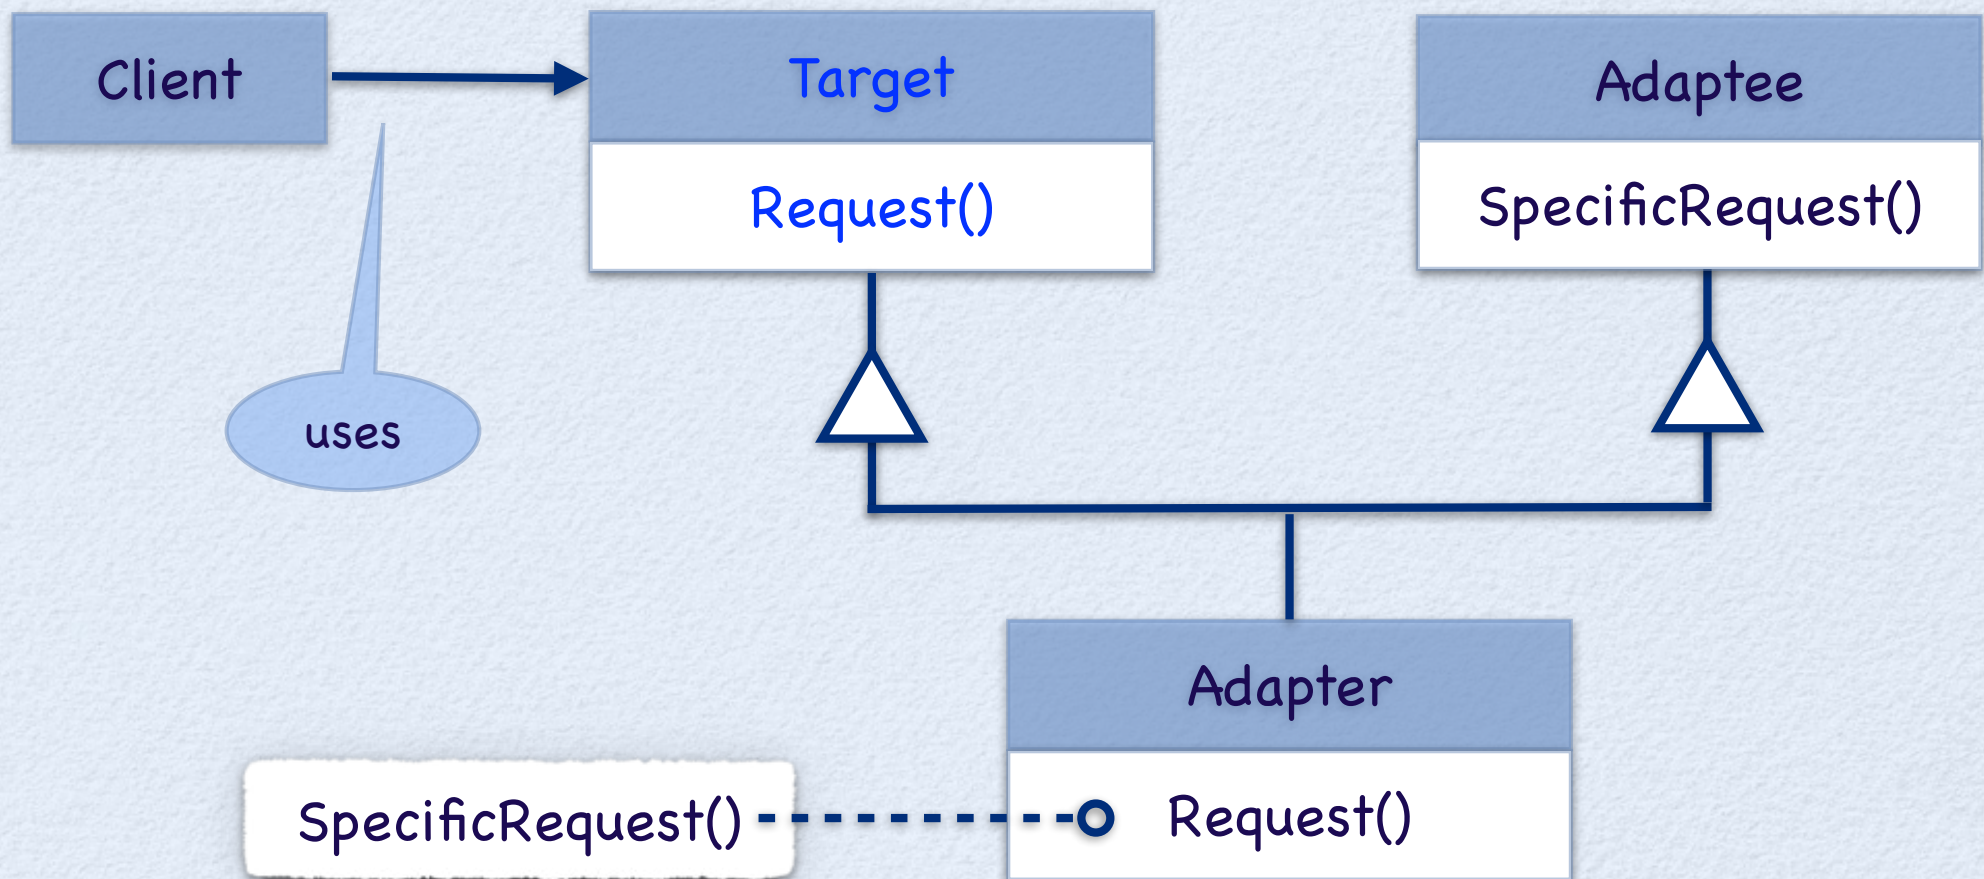 Client
Target
Adaptee
Request()
SpecificRequest()
uses
Adapter
SpecificRequest()
Request()